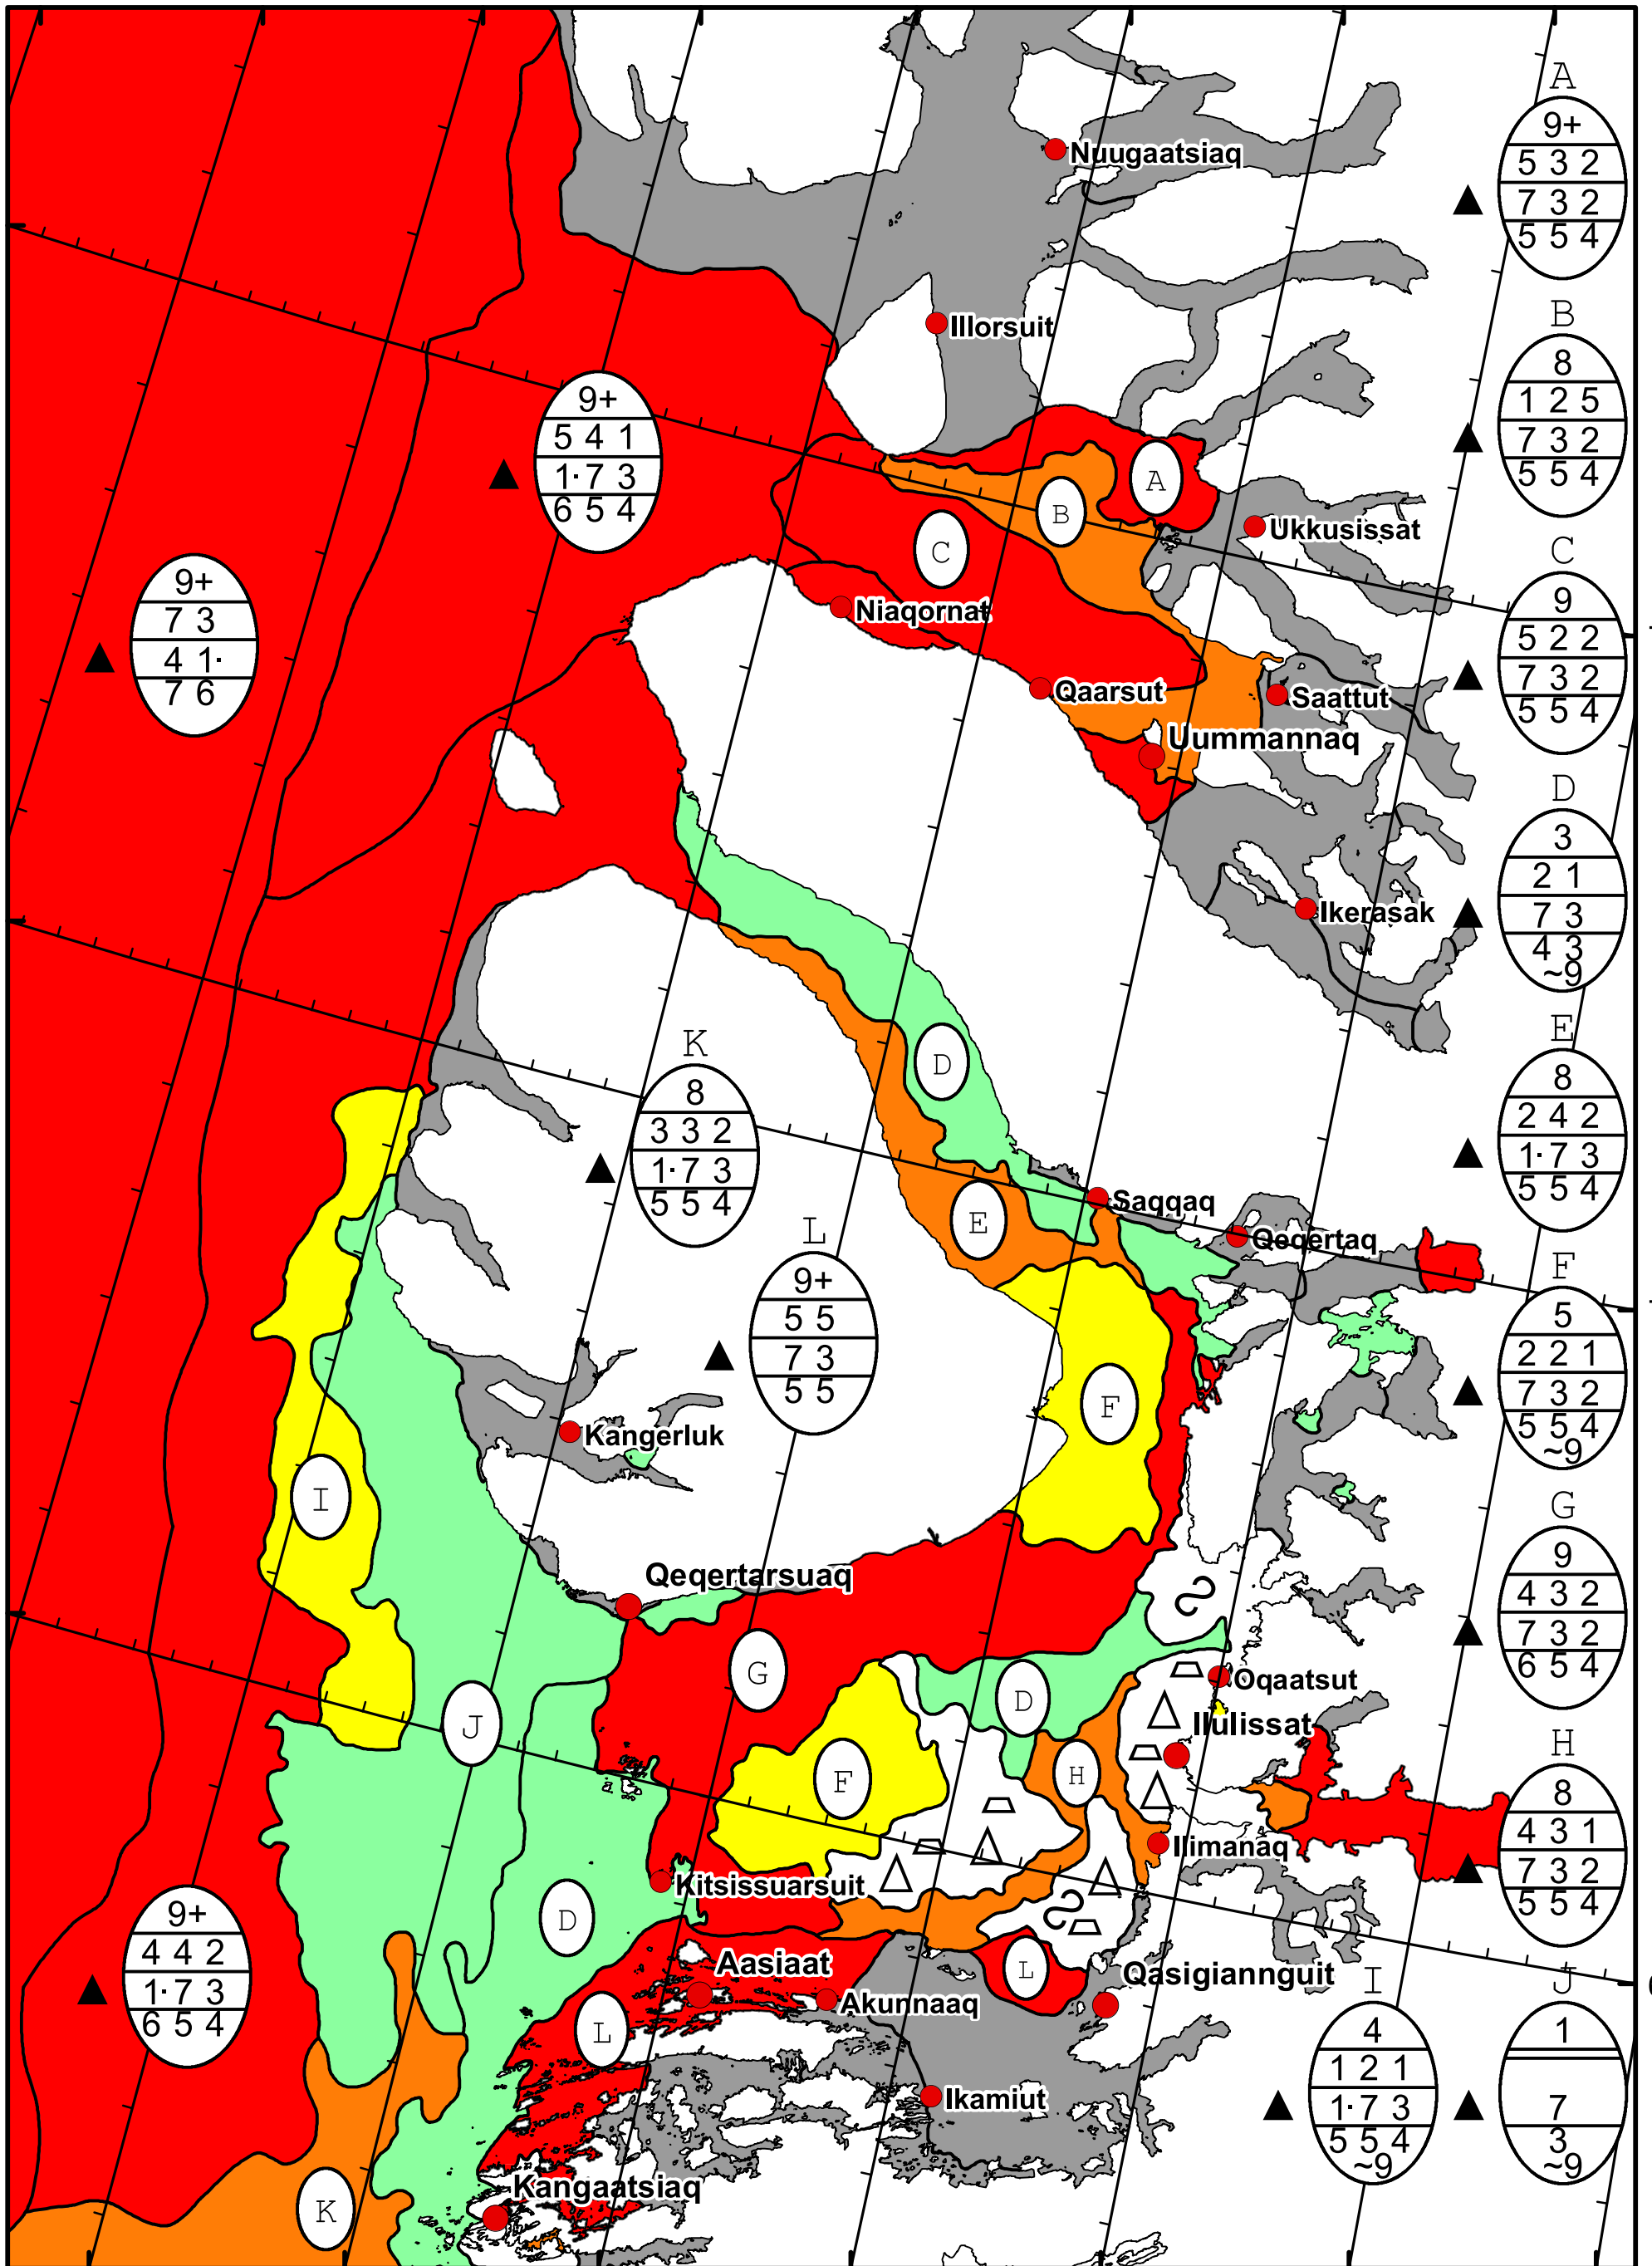 A
9+
5 3 2
7 3 2
5 5 4
Nuugaatsiaq
Illorsuit
B
8
1 2 5
7 3 2
5 5 4
9+
5 4 1
1· 7 3
6 5 4
A
B
Ukkusissat
C
C
9
5 2 2
7 3 2
5 5 4
9+
7 3
4 1·
7 6
Niaqornat
Qaarsut
Saattut
Uummannaq
D
3
2 1
7 3
4 3
~9
Ikerasak
E
8
2 4 2
1· 7 3
5 5 4
K
8
3 3 2
1· 7 3
5 5 4
D
E
Saqqaq
Qeqertaq
L
9+
5 5
7 3
5 5
F
5
2 2 1
7 3 2
5 5 4
~9
F
Kangerluk
I
G
9
4 3 2
7 3 2
6 5 4
Qeqertarsuaq
G
D
Oqaatsut
J
Ilulissat
H
8
4 3 1
7 3 2
5 5 4
F
H
Ilimanaq
Kitsissuarsuit
D
9+
4 4 2
1· 7 3
6 5 4
Aasiaat
L
Qasigiannguit
Akunnaaq
L
I
4
1 2 1
1· 7 3
5 5 4
~9
J
1
7
3
~9
Ikamiut
Kangaatsiaq
K